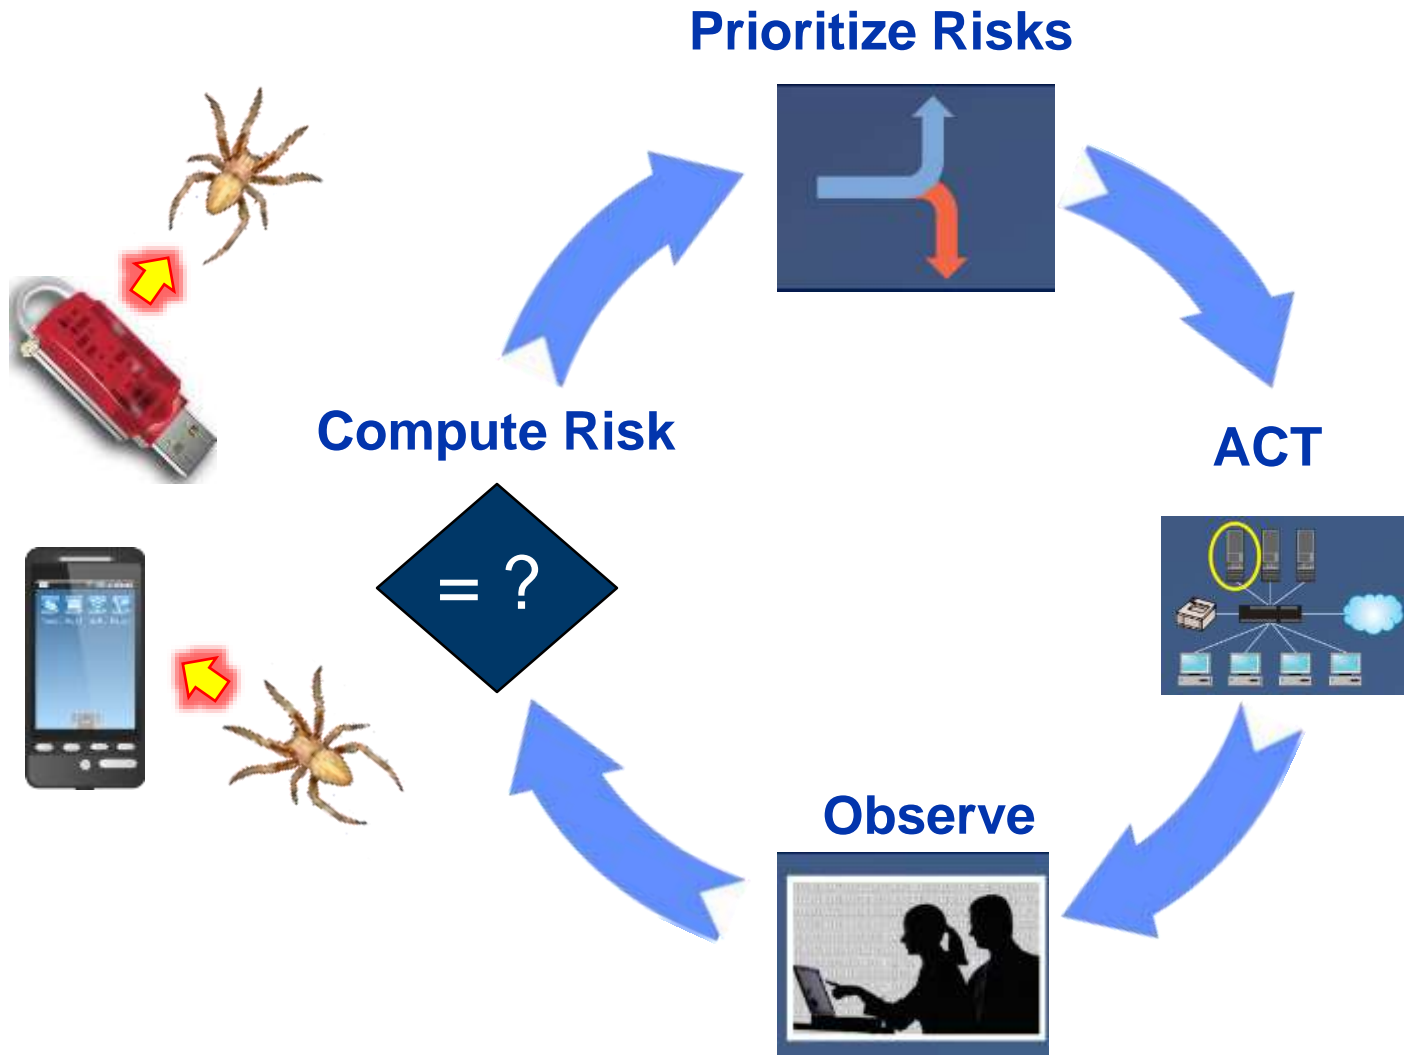 Prioritize Risks
Compute Risk
ACT
= ?
Observe